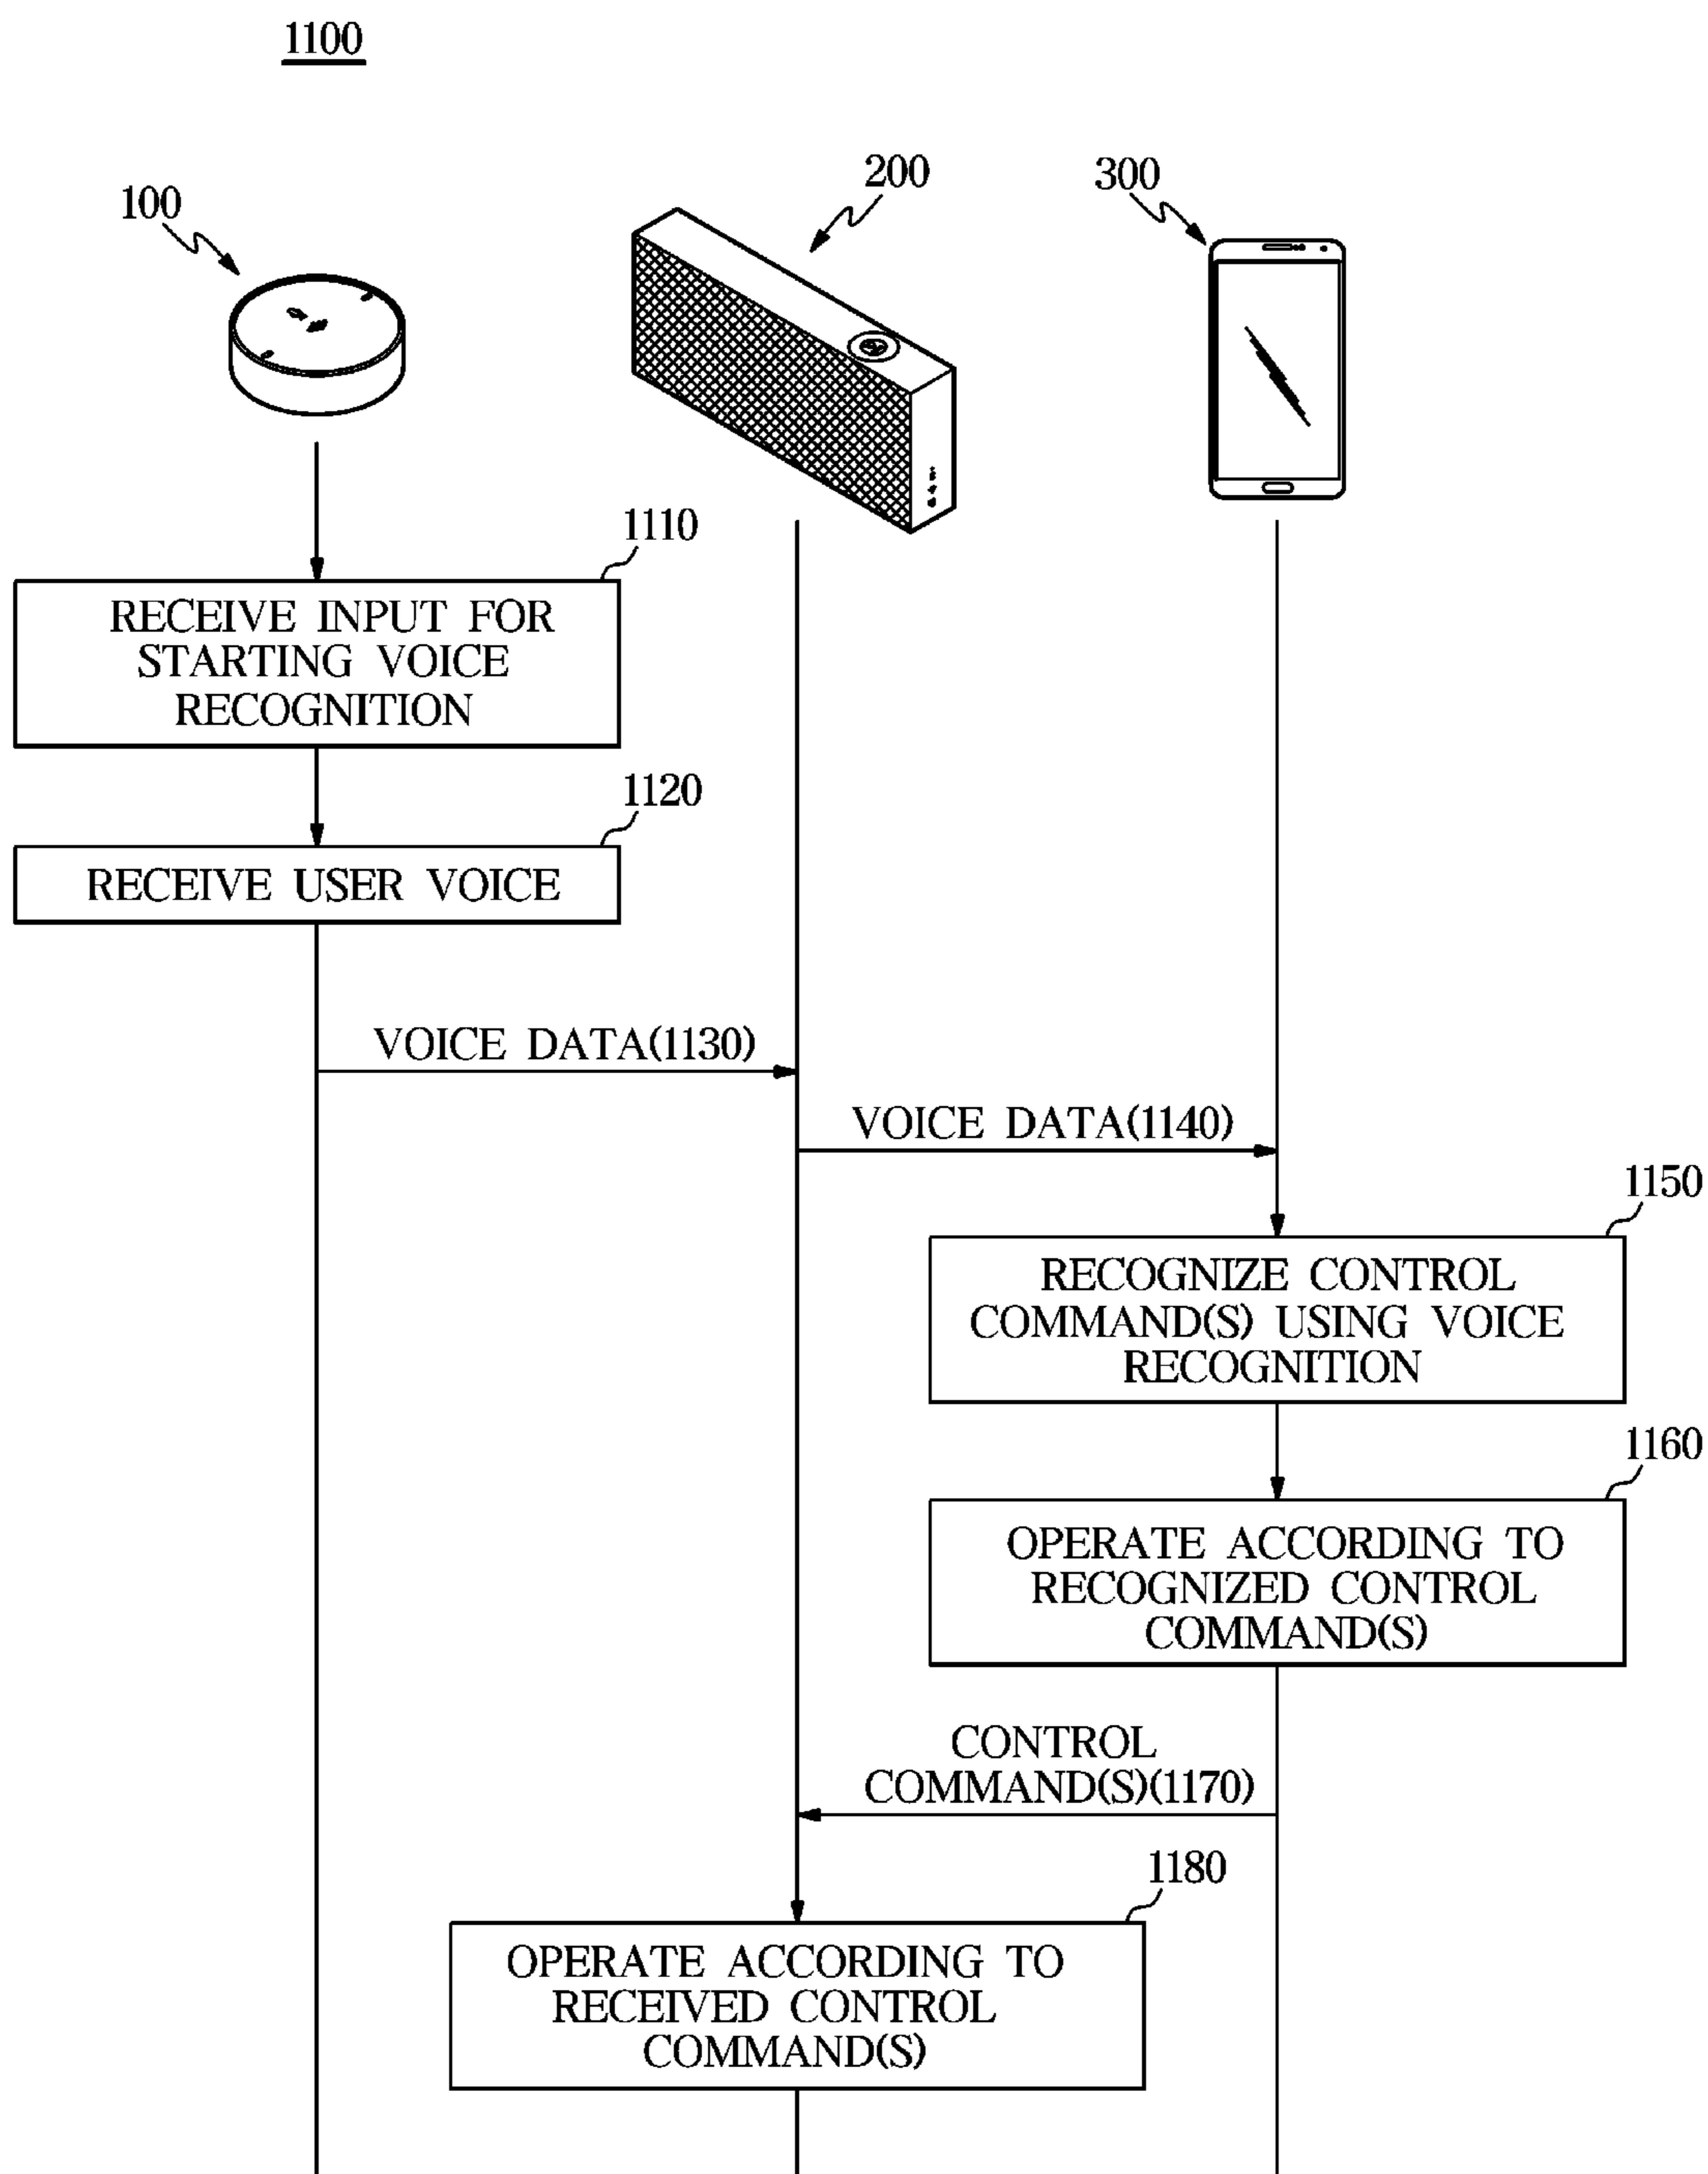 1100
100
200
300
1110
RECEIVE INPUT FOR
STARTING VOICE
RECOGNITION
1120
RECEIVE USER VOICE
VOICE DATA(1130)
VOICE DATA(1140)
1150
RECOGNIZE CONTROL
COMMAND(S) USING VOICE
RECOGNITION
1160
OPERATE ACCORDING TO
RECOGNIZED CONTROL
COMMAND(S)
CONTROL
COMMAND(S)(1170)
1180
OPERATE ACCORDING TO
RECEIVED CONTROL
COMMAND(S)